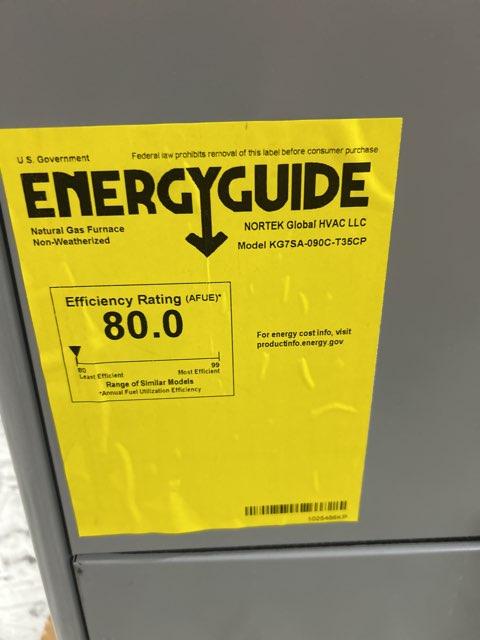 U.S. Government
Federal law prohibits removal of this label before consumer purchase
ENERGYGUIDE
Natural Gas Furnace
Non-Weatherized
NORTEK Global HVAC LLC
Model KG7SA-090C-T35CP
Efficiency Rating (AFUE)*
80.0
80
99
Least Efficient
Most Efficient
Range of Similar Models
*Annual Fuel Utilization Efficiency
For energy cost info, visit
productinfo.energy.gov